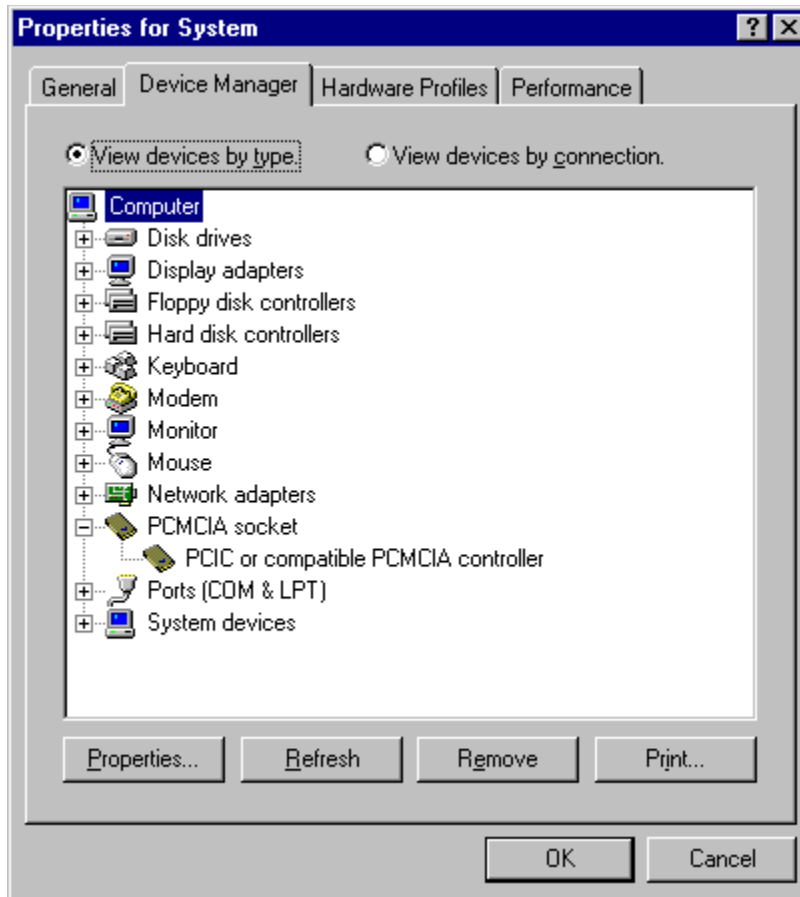 Properties for System
General Device Manager Hardware Profiles Performance
View devices by type. View devices by connection.
Computer
Disk drives
Display adapters
Floppy disk controllers
Hard disk controllers
Keyboard
Modem
Monitor
Mouse
Network adapters
PCMCIA socket
PCIC or compatible PCMCIA controller
Ports (COM & LPT)
System devices
Properties... Refresh Remove Print...
OK Cancel